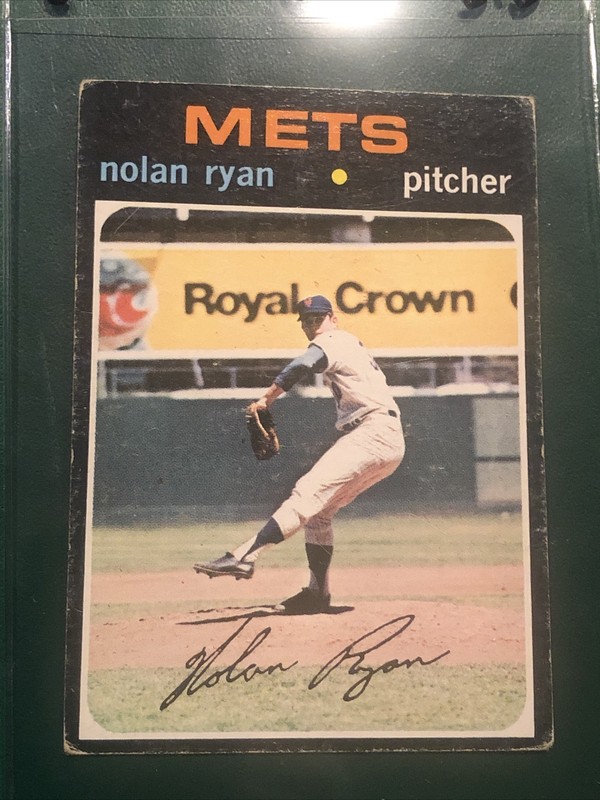 METS
nolan ryan • pitcher
Royal Crown
Nolan Ryan